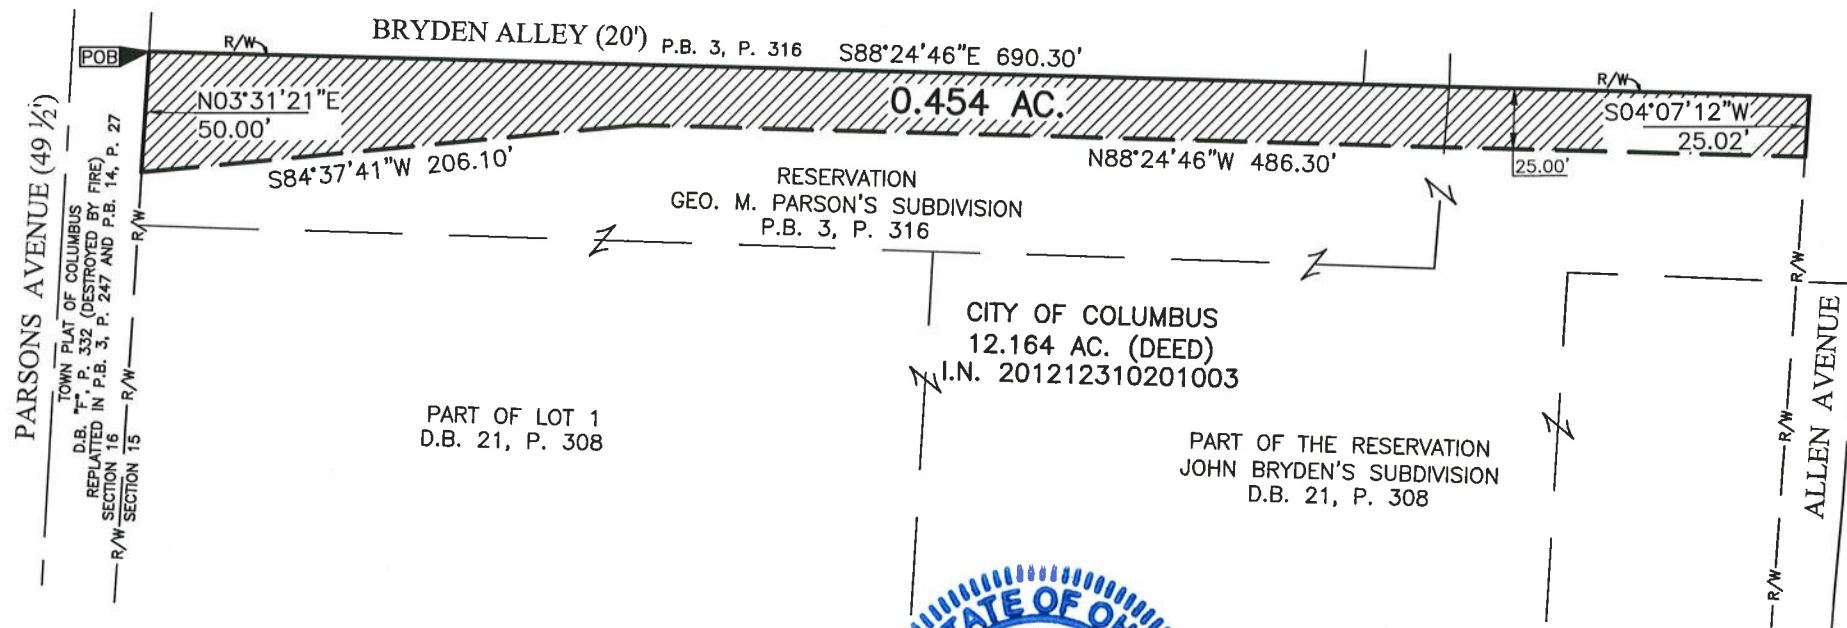 BRYDEN ALLEY (20') P.B. 3, P. 316 S88°24'46"E 690.30'
R/W
POB
R/W
N03°31'21"E
50.00'
0.454 AC.
S04°07'12"W
25.02'
S84°37'41"W 206.10'
N88°24'46"W 486.30'
25.00'
RESERVATION
GEO. M. PARSON'S SUBDIVISION
P.B. 3, P. 316
PARSONS AVENUE (49 ½')
TOWN PLAT OF COLUMBUS
D.B. "F", P. 332 (DESTROYED BY FIRE)
REPLATTED IN P.B. 3, P. 247 AND P.B. 14, P. 27
SECTION 16
SECTION 15
R/W
R/W
R/W
CITY OF COLUMBUS
12.164 AC. (DEED)
I.N. 201212310201003
PART OF LOT 1
D.B. 21, P. 308
PART OF THE RESERVATION
JOHN BRYDEN'S SUBDIVISION
D.B. 21, P. 308
R/W
R/W
R/W
ALLEN AVENUE
OF